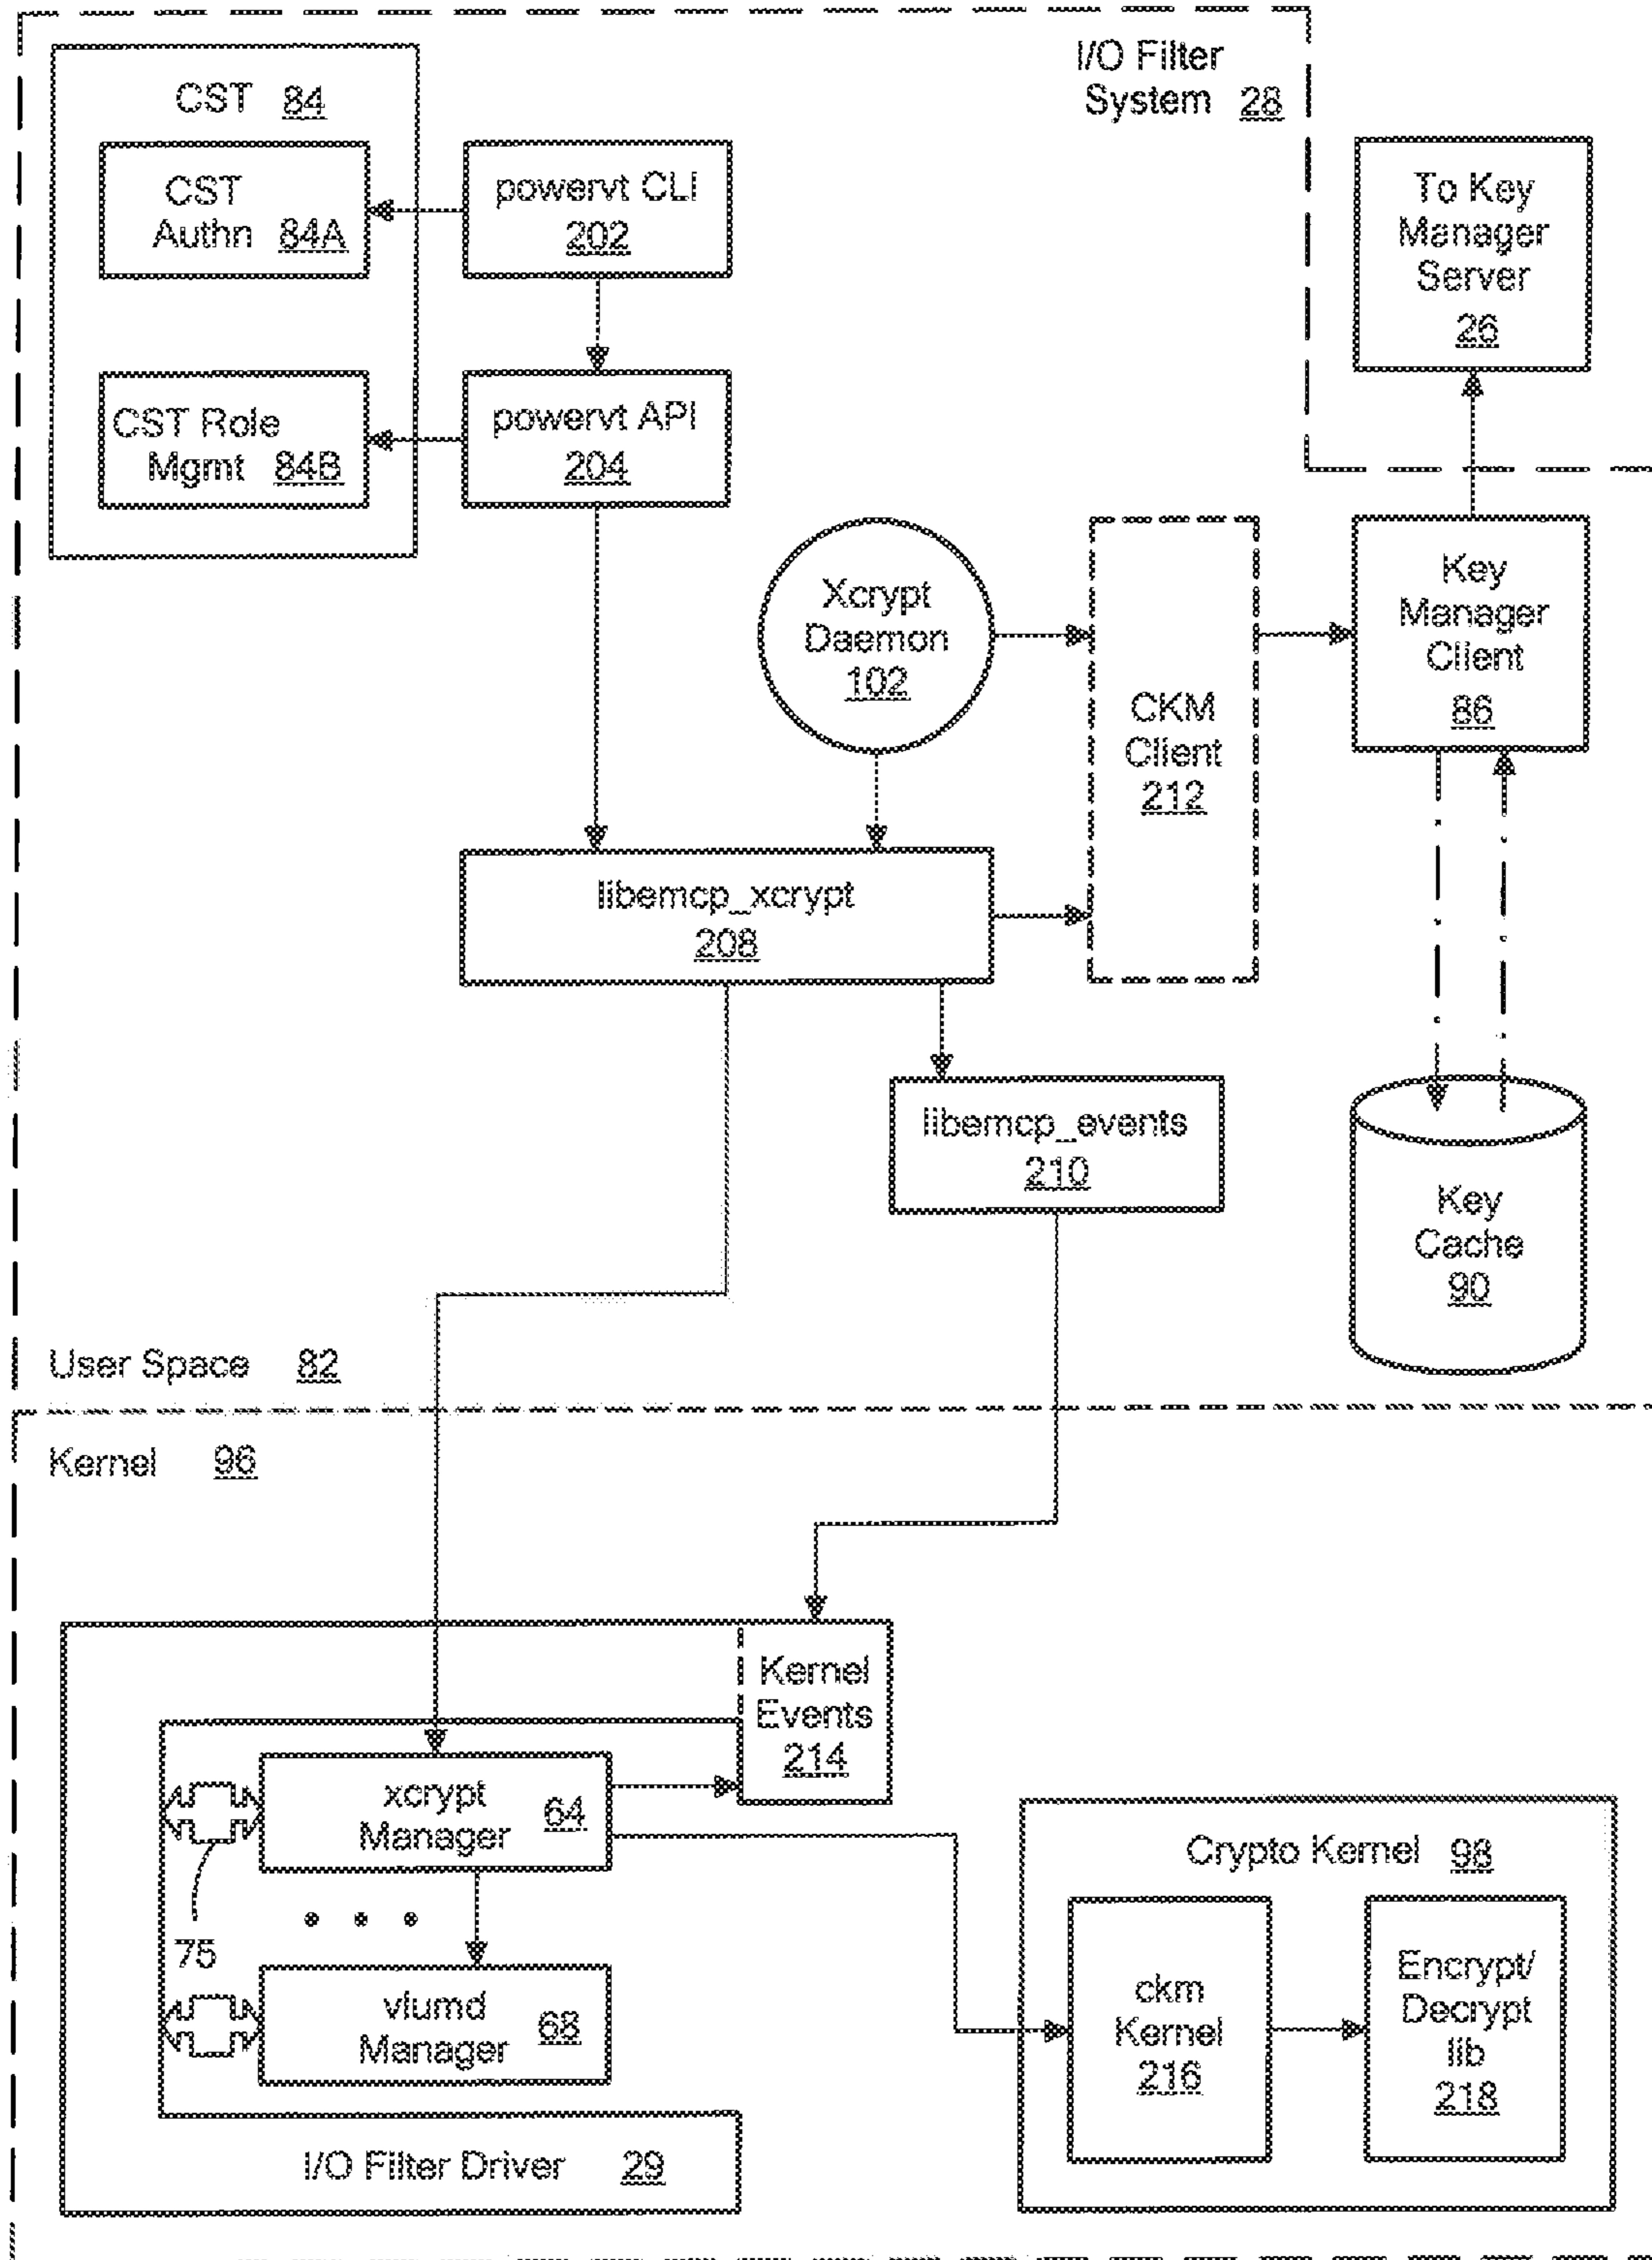 I/O Filter
System 28
CST 84
CST
Authn 84A
powervt CLI
202
To Key
Manager
Server
26
CST Role
Mgmt 84B
powervt API
204
Xcrypt
Daemon
102
CKM
Client
212
Key
Manager
Client
86
libemcp_xcrypt
208
libemcp_events
210
Key
Cache
90
User Space 82
Kernel 96
Kernel
Events
214
xcrypt
Manager 64
75
vlumd
Manager 68
I/O Filter Driver 29
Crypto Kernel 98
ckm
Kernel
216
Encrypt/
Decrypt
lib
218